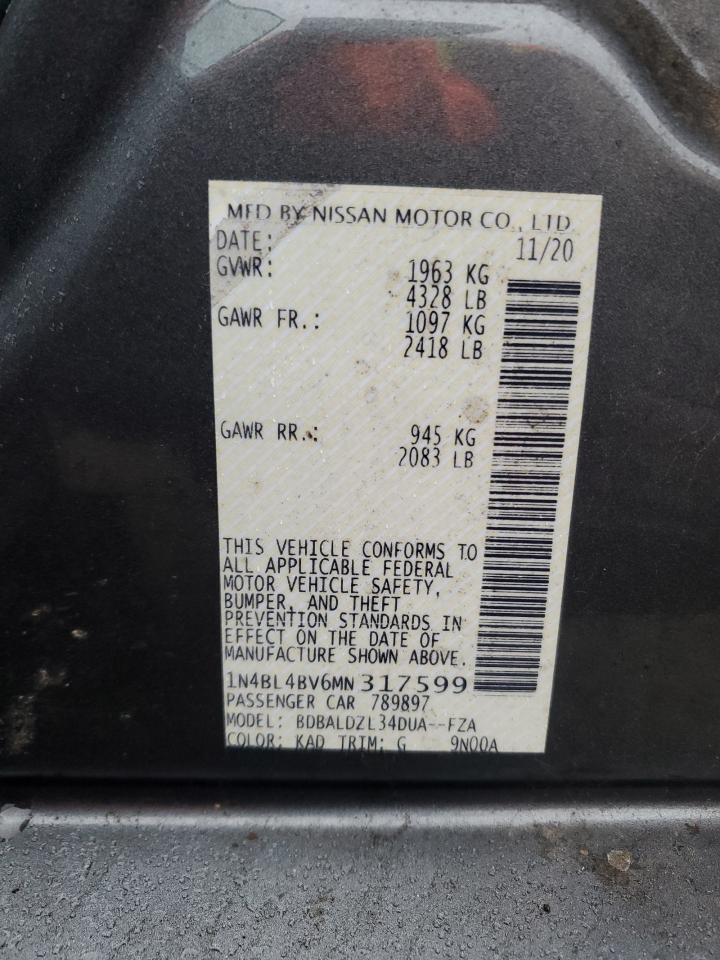 MFD BY NISSAN MOTOR CO., LTD
DATE: 11/20
GVWR: 1963 KG
4328 LB
GAWR FR.: 1097 KG
2418 LB
GAWR RR.: 945 KG
2083 LB
THIS VEHICLE CONFORMS TO
ALL APPLICABLE FEDERAL
MOTOR VEHICLE SAFETY,
BUMPER, AND THEFT
PREVENTION STANDARDS IN
EFFECT ON THE DATE OF
MANUFACTURE SHOWN ABOVE.
1N4BL4BV6MN317599
PASSENGER CAR 789897
MODEL: BDBALDZL34DUA--FZA
COLOR: KAD TRIM: G 9N00A